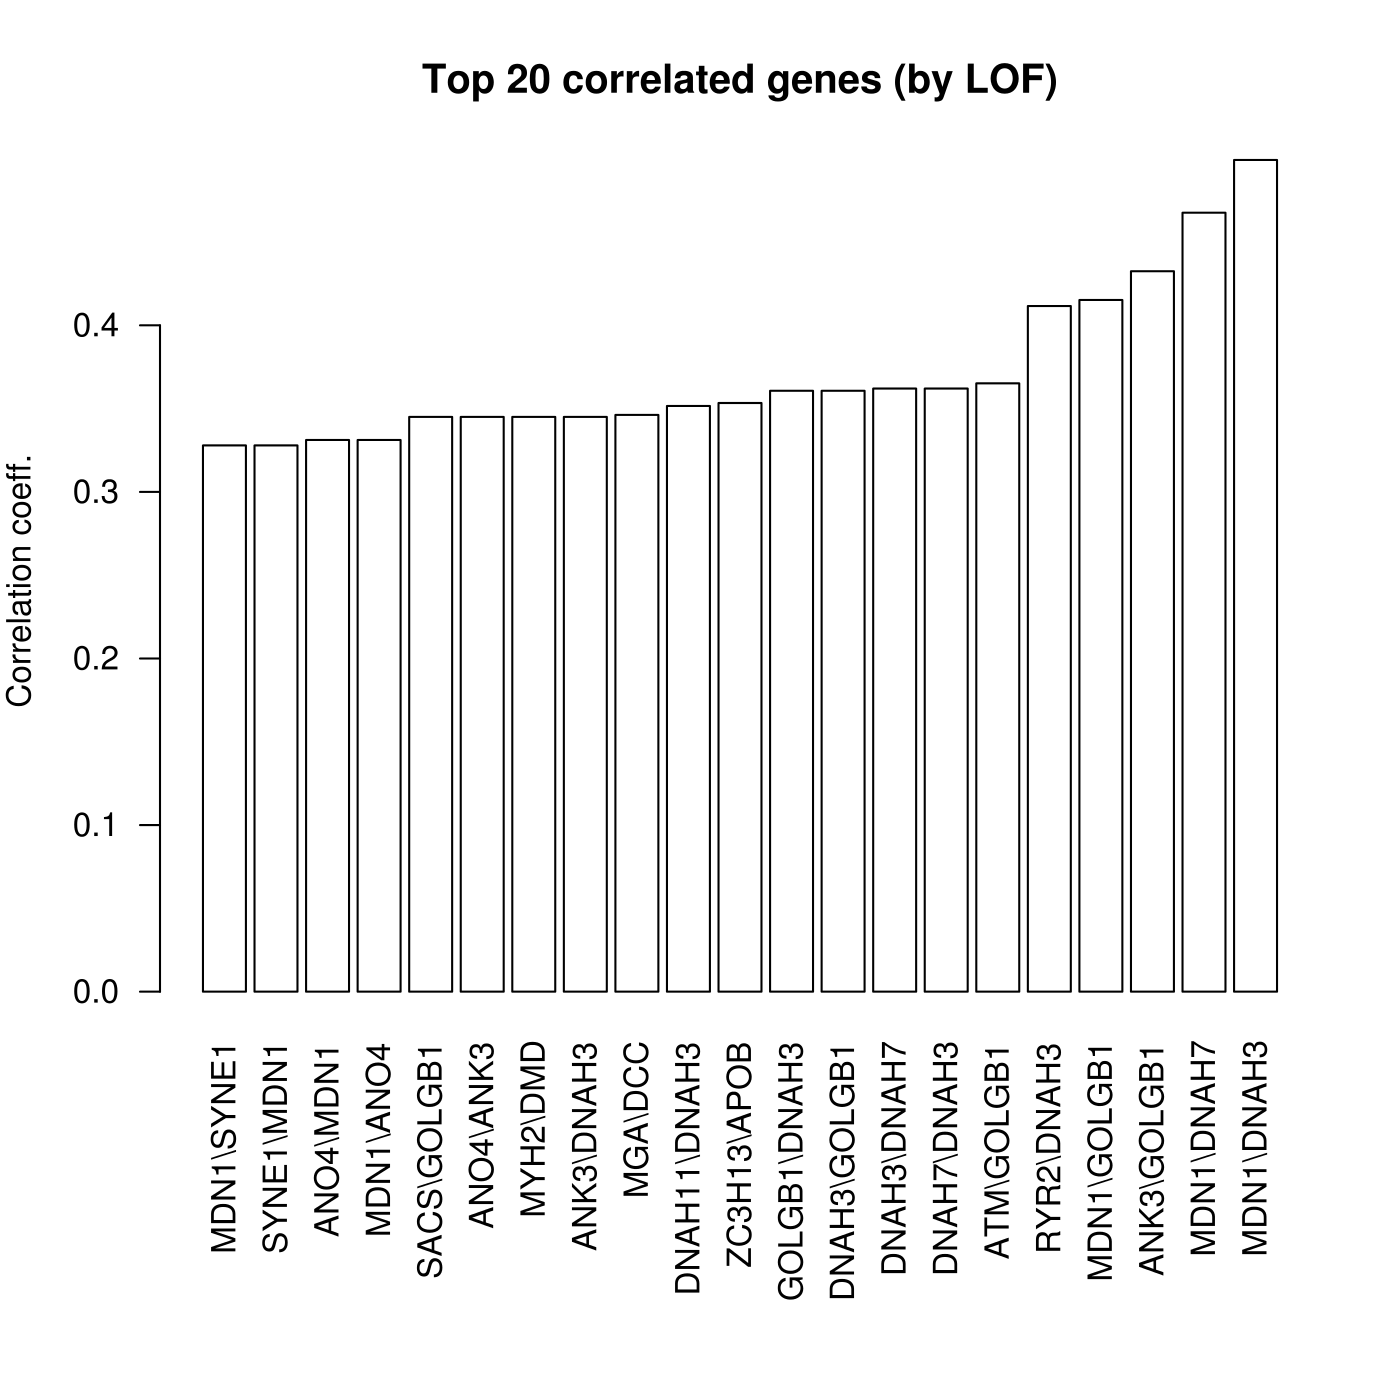 Top 20 correlated genes (by LOF)
Correlation coeff.
0.4
0.3
0.2
0.1
0.0
MDN1\SYNE1
SYNE1\MDN1
ANO4\MDN1
MDN1\ANO4
SACS\GOLGB1
ANO4\ANK3
MYH2\DMD
ANK3\DNAH3
MGA\DCC
DNAH11\DNAH3
ZC3H13\APOB
GOLGB1\DNAH3
DNAH3\GOLGB1
DNAH3\DNAH7
DNAH7\DNAH3
ATM\GOLGB1
RYR2\DNAH3
MDN1\GOLGB1
ANK3\GOLGB1
MDN1\DNAH7
MDN1\DNAH3